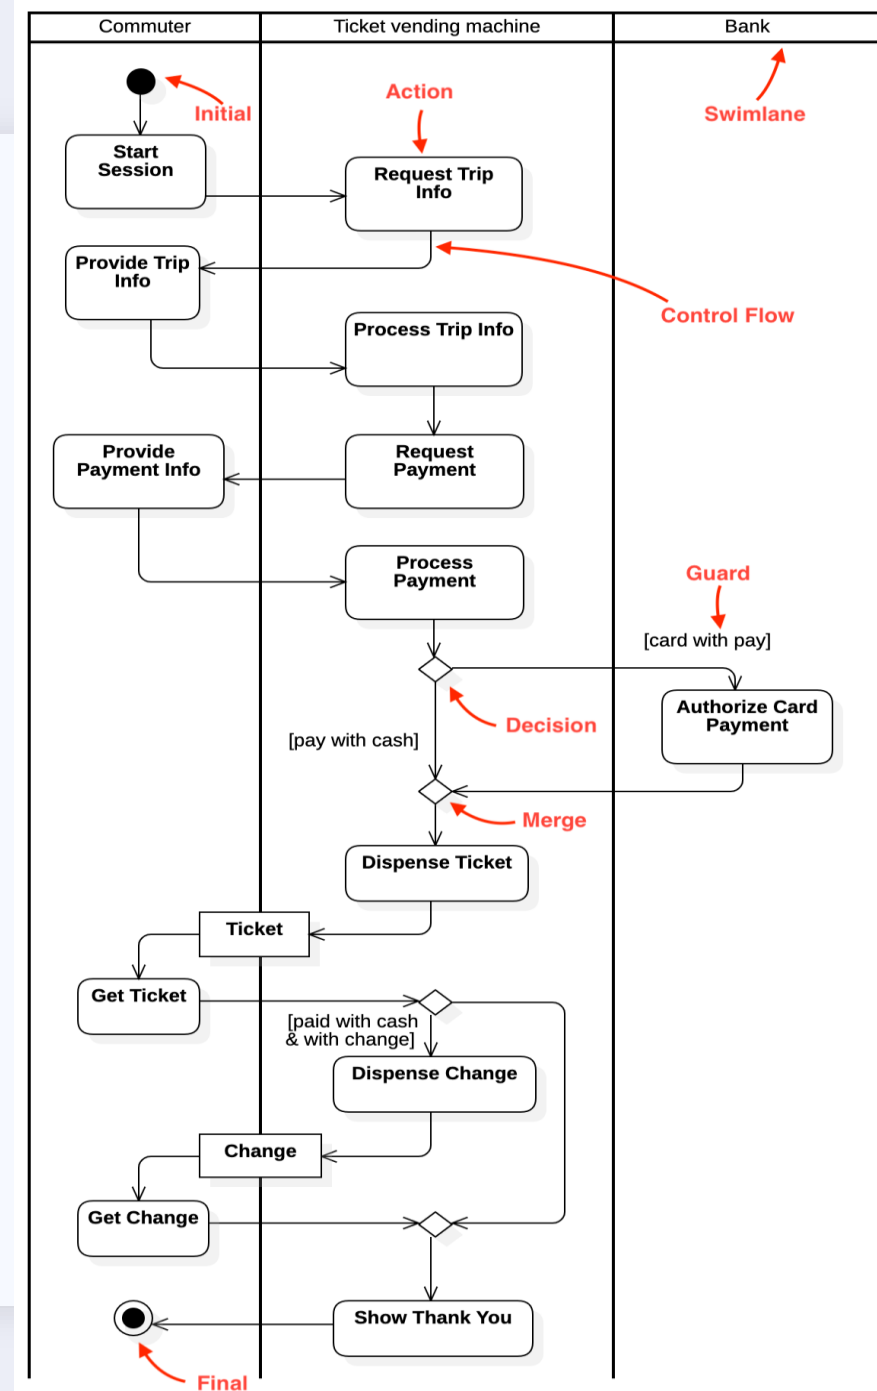 Commuter
Ticket vending machine
Bank
Initial
Action
Swimlane
Start
Session
Request Trip
Info
Provide Trip
Info
Control Flow
Process Trip Info
Provide
Payment Info
Request
Payment
Process
Payment
Guard
[card with pay]
Authorize Card
Payment
Decision
[pay with cash]
Merge
Dispense Ticket
Ticket
Get Ticket
[paid with cash
& with change]
Dispense Change
Change
Get Change
Show Thank You
Final